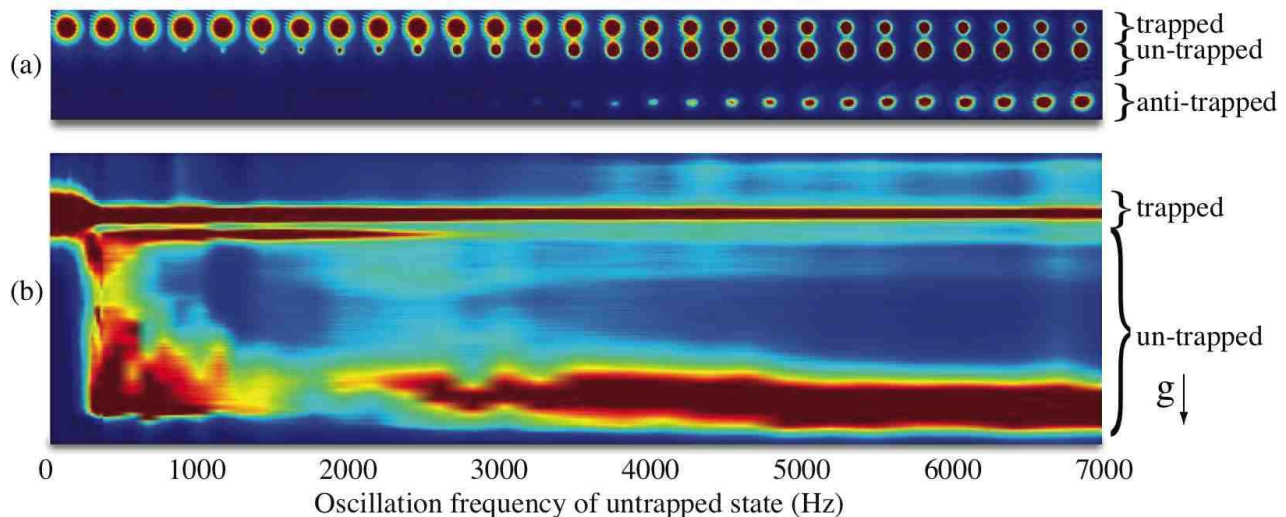 (a)
trapped
un-trapped
anti-trapped
(b)
trapped
un-trapped
g
0 1000 2000 3000 4000 5000 6000 7000
Oscillation frequency of untrapped state (Hz)